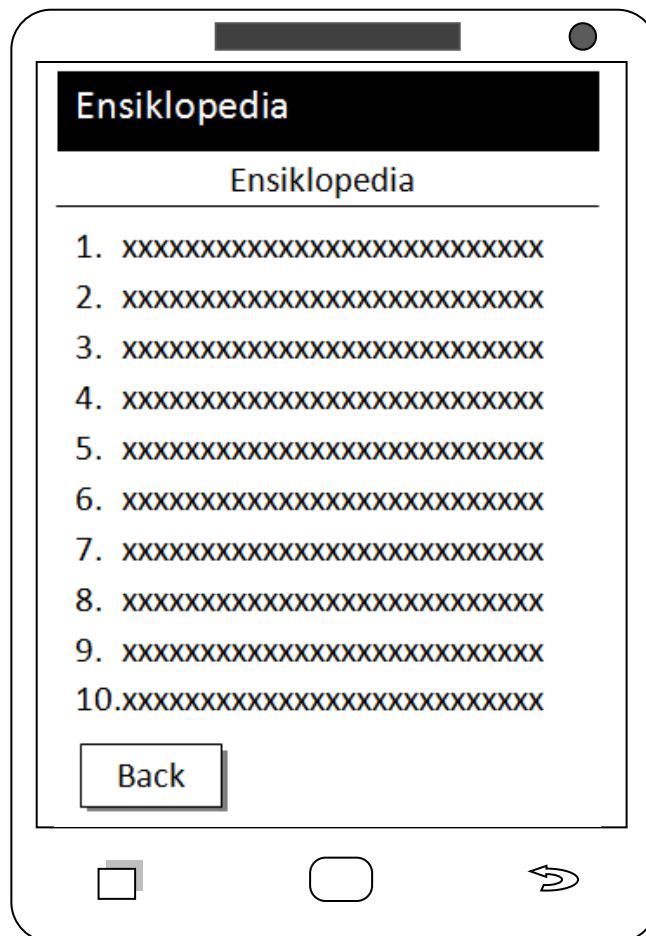 Ensiklopedia
Ensiklopedia
1. xxxxxxxxxxxxxxxxxxxxxxxxxxx
2. xxxxxxxxxxxxxxxxxxxxxxxxxxx
3. xxxxxxxxxxxxxxxxxxxxxxxxxxx
4. xxxxxxxxxxxxxxxxxxxxxxxxxxx
5. xxxxxxxxxxxxxxxxxxxxxxxxxxx
6. xxxxxxxxxxxxxxxxxxxxxxxxxxx
7. xxxxxxxxxxxxxxxxxxxxxxxxxxx
8. xxxxxxxxxxxxxxxxxxxxxxxxxxx
9. xxxxxxxxxxxxxxxxxxxxxxxxxxx
10.xxxxxxxxxxxxxxxxxxxxxxxxxxx
Back